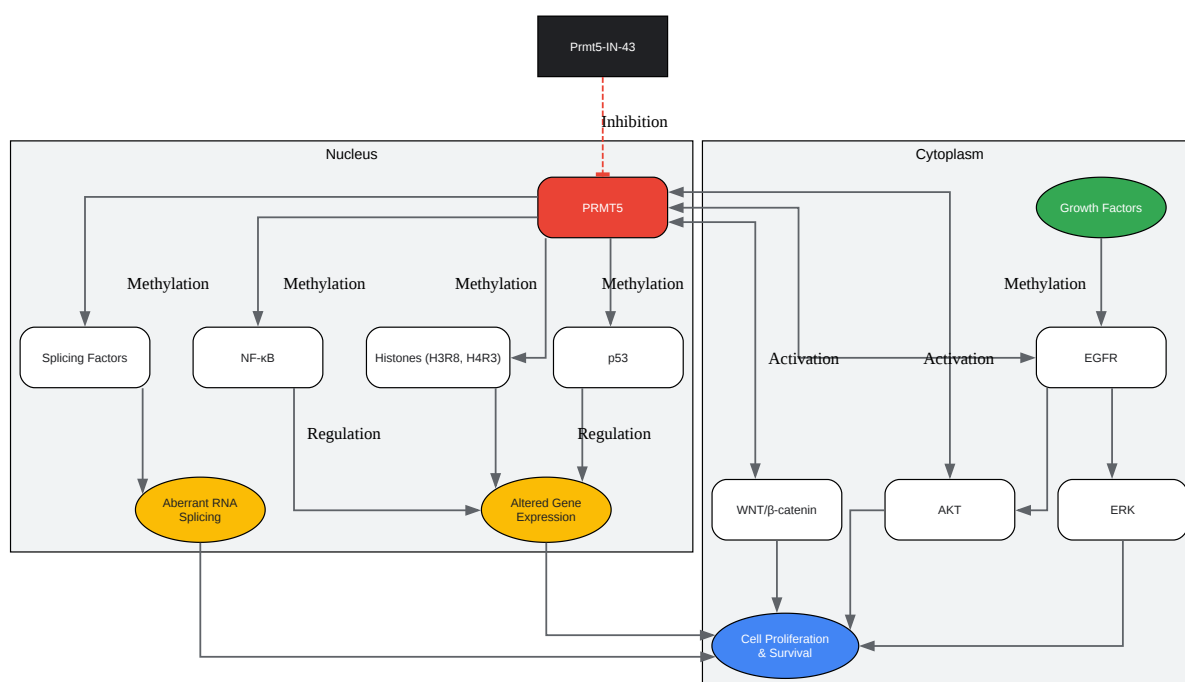 Prmt5-IN-43
Inhibition
Nucleus
Cytoplasm
PRMT5
Growth Factors
Methylation
Methylation
Methylation
Methylation
Methylation
Splicing Factors
NF-κB
Histones (H3R8, H4R3)
p53
Activation
Activation
EGFR
Regulation
Regulation
Aberrant RNA
Splicing
Altered Gene
Expression
WNT/β-catenin
AKT
ERK
Cell Proliferation
& Survival